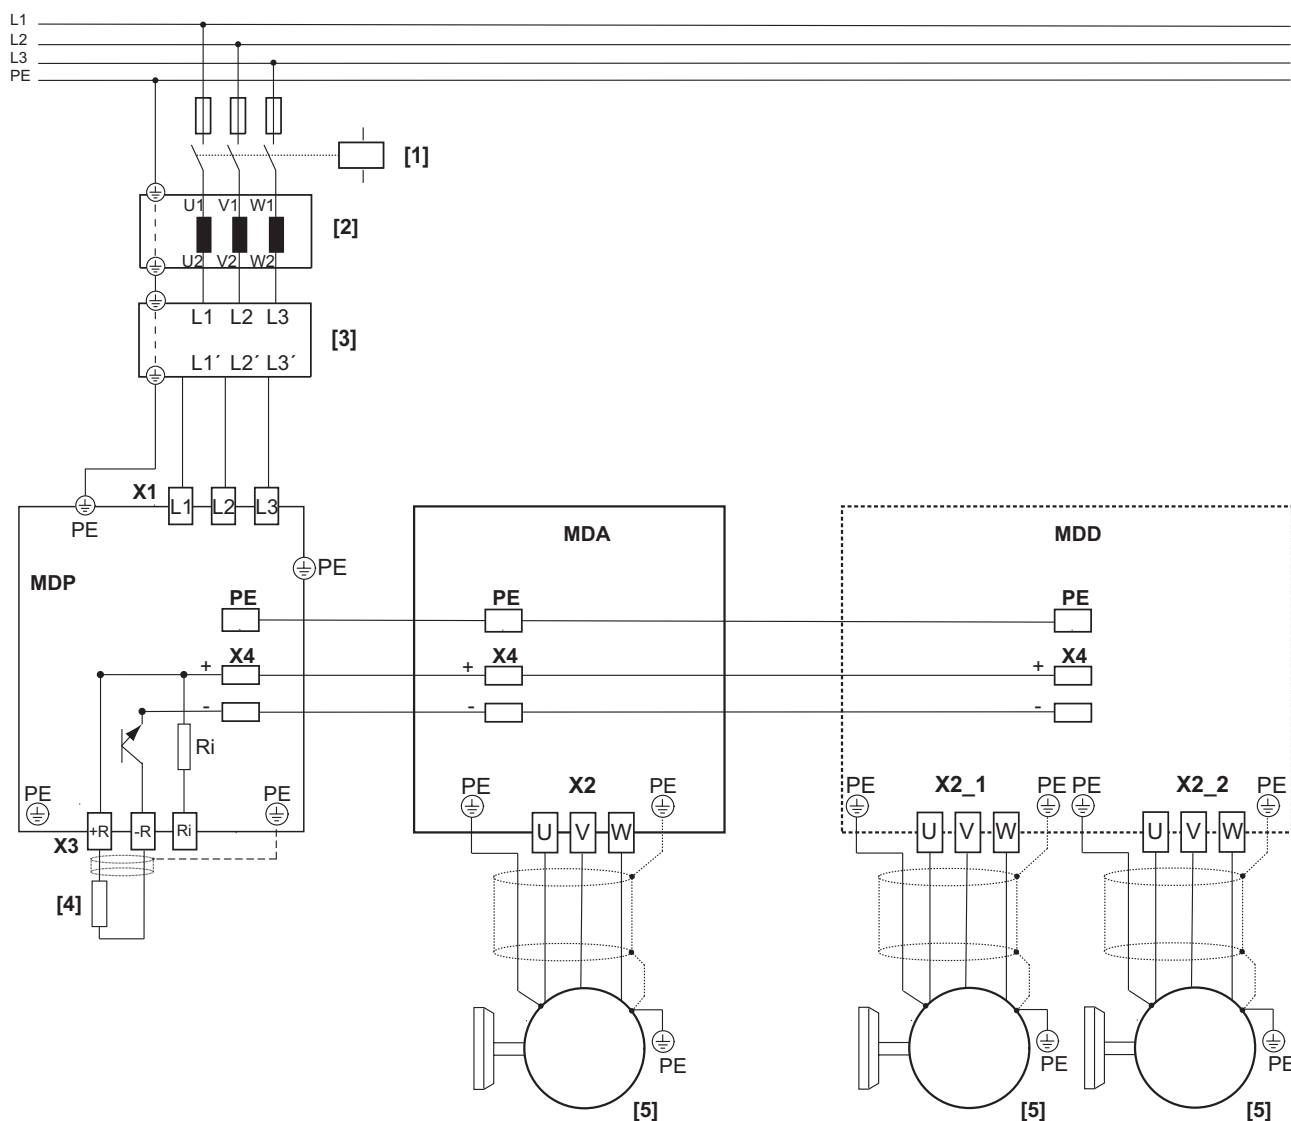 L1
L2
L3
PE
[1]
U1 V1 W1
[2]
U2 V2 W2
L1 L2 L3
[3]
L1´ L2´ L3´
X1
L1 L2 L3
PE
MDA
MDD
PE
MDP
PE PE PE
+ X4 + X4 + X4
- - -
Ri
PE PE PE X2 PE PE X2_1 PE PE X2_2 PE
+R -R Ri U V W U V W U V W
X3
[4]
PE PE PE
[5] [5] [5]